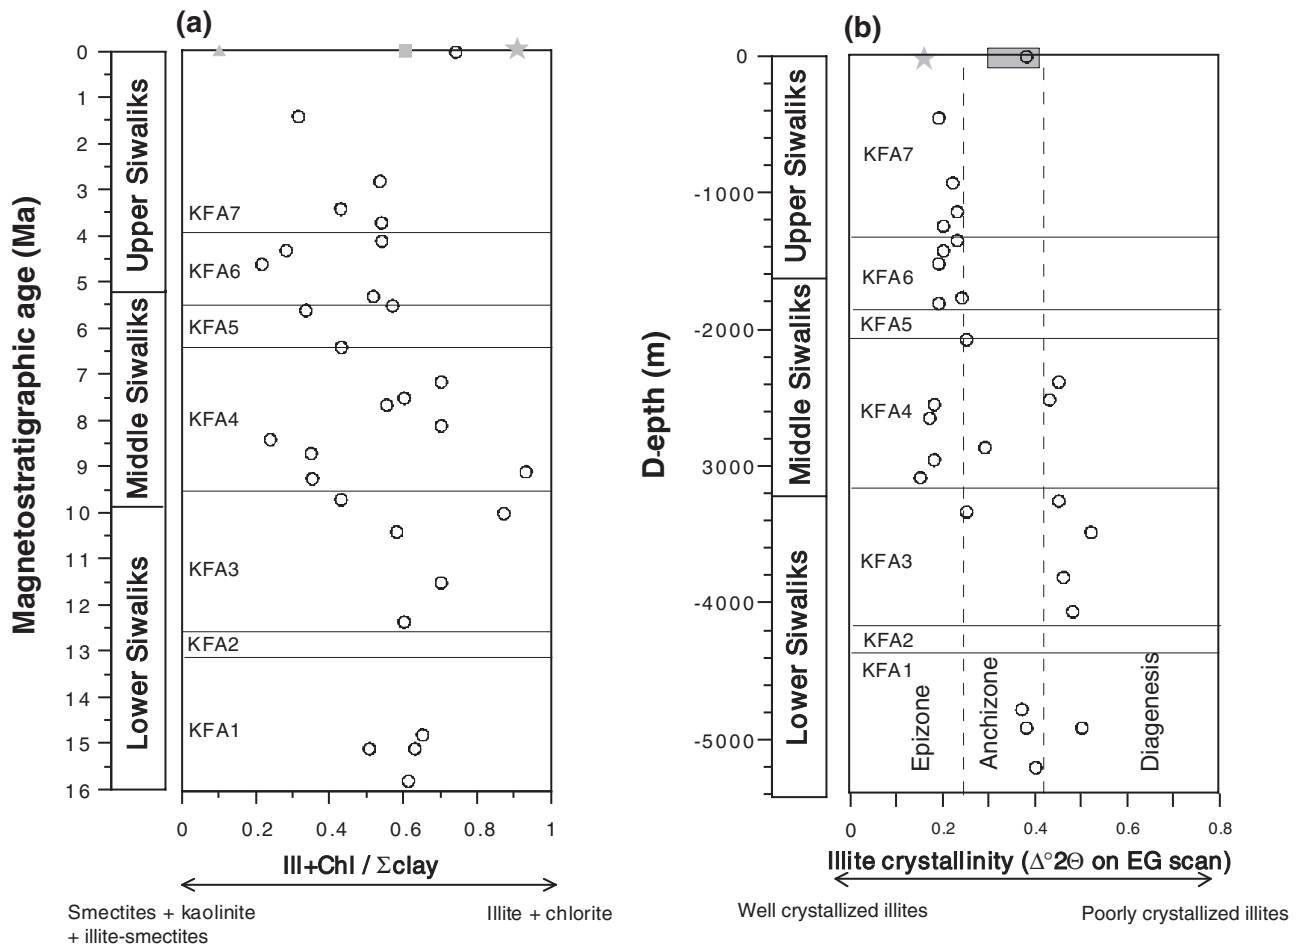 (a)
Magnetostratigraphic age (Ma)
0
1
2
3
4
5
6
7
8
9
10
11
12
13
14
15
16
Upper Siwaliks
Middle Siwaliks
Lower Siwaliks
KFA7
KFA6
KFA5
KFA4
KFA3
KFA2
KFA1
0 0.2 0.4 0.6 0.8 1
Ill+Chl / Σclay
Smectites + kaolinite
+ illite-smectites
Illite + chlorite
(b)
D-epth (m)
0
-1000
-2000
3000
-4000
-5000
Upper Siwaliks
Middle Siwaliks
Lower Siwaliks
KFA7
KFA6
KFA5
KFA4
KFA3
KFA2
KFA1
Epizone
Anchizone
Diagenesis
0 0.2 0.4 0.6 0.8
Illite crystallinity (Δ°2Θ on EG scan)
Well crystallized illites
Poorly crystallized illites